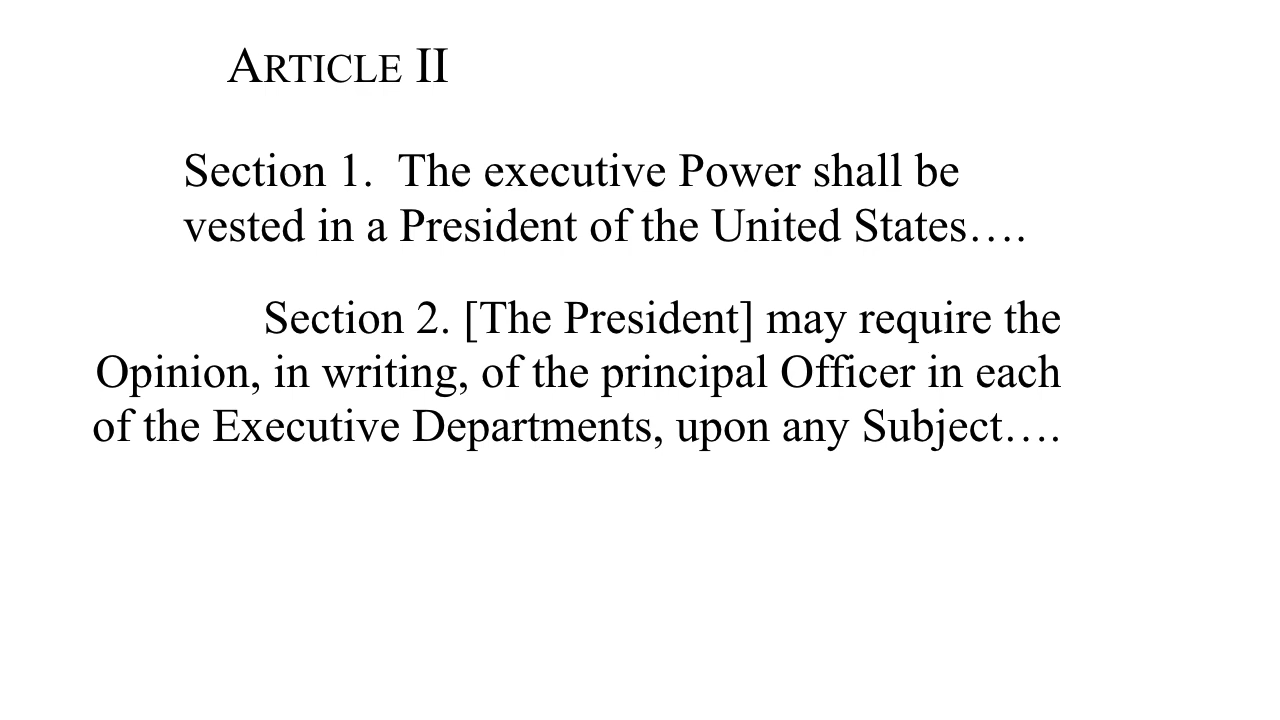 ARTICLE II
Section 1.  The executive Power shall be
vested in a President of the United States….
Section 2. [The President] may require the
Opinion, in writing, of the principal Officer in each
of the Executive Departments, upon any Subject….